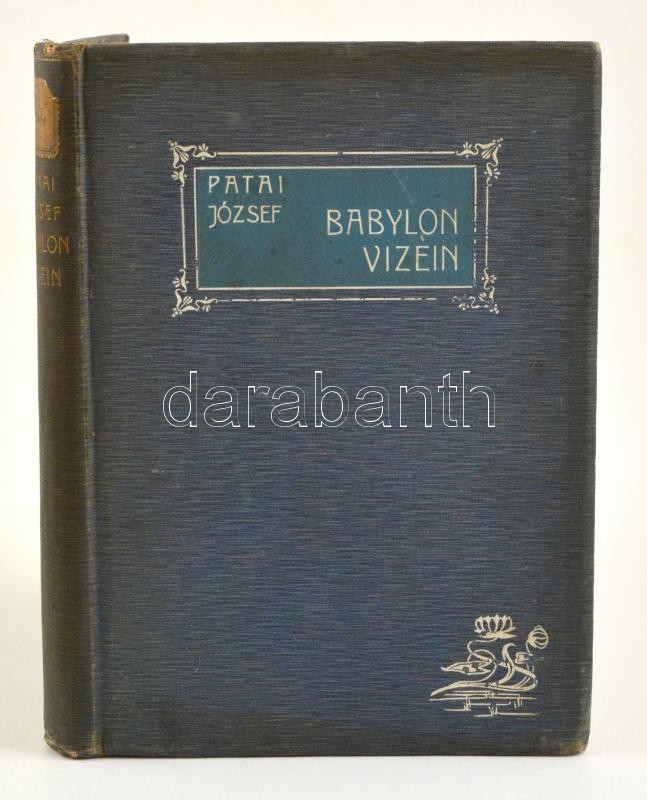 PATAI
JÓZSEF
BABYLON
VIZEIN
darabanth